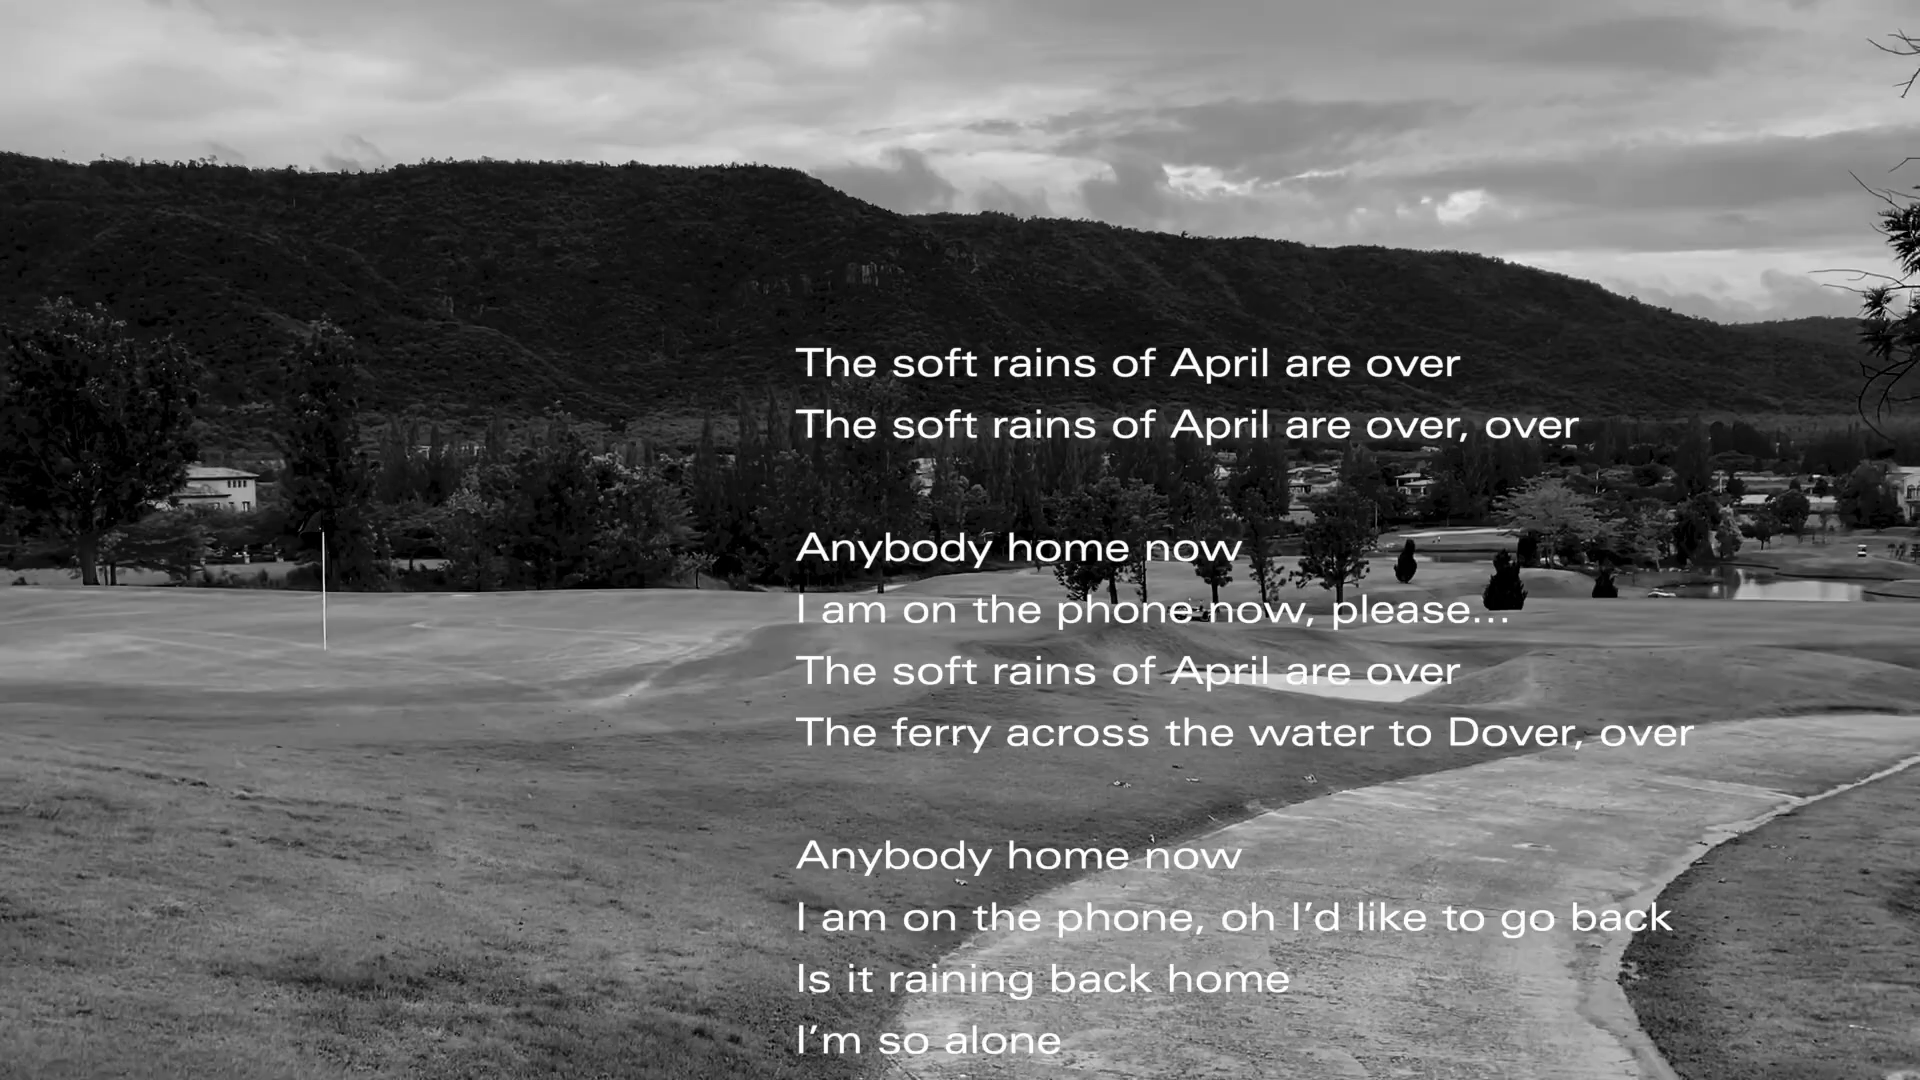 The soft rains of April are over
The soft rains of April are over, over
Anybody home now
I am on the phone now, please...
The soft rains of April are over
The ferry across the water to Dover, over
Anybody home now
I am on the phone, oh I’d like to go back
Is it raining back home
I’m so alone